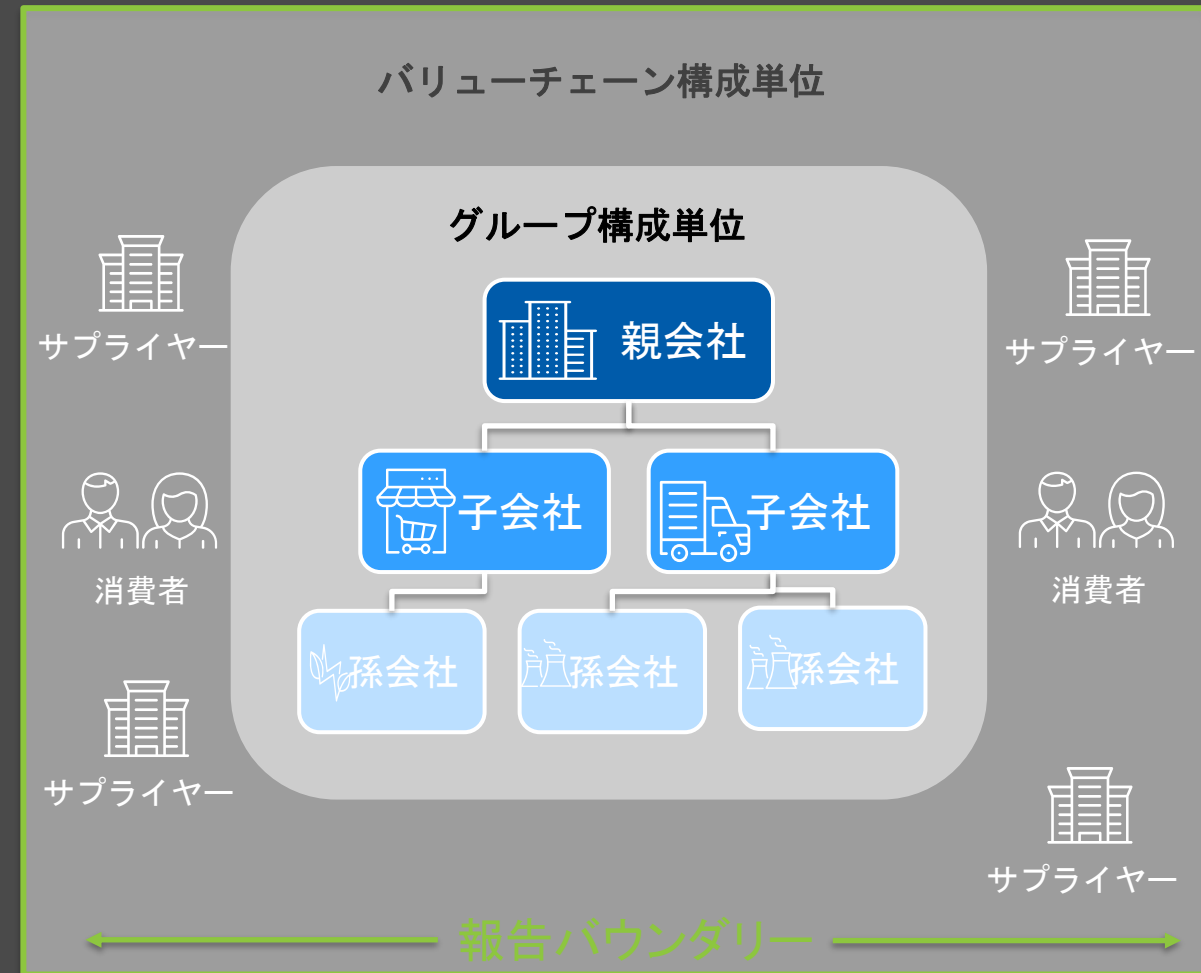 バリューチェーン構成単位
グループ構成単位
親会社
サプライヤー
サプライヤー
子会社
子会社
消費者
消費者
孫会社
孫会社
孫会社
サプライヤー
サプライヤー
報告バウンダリー